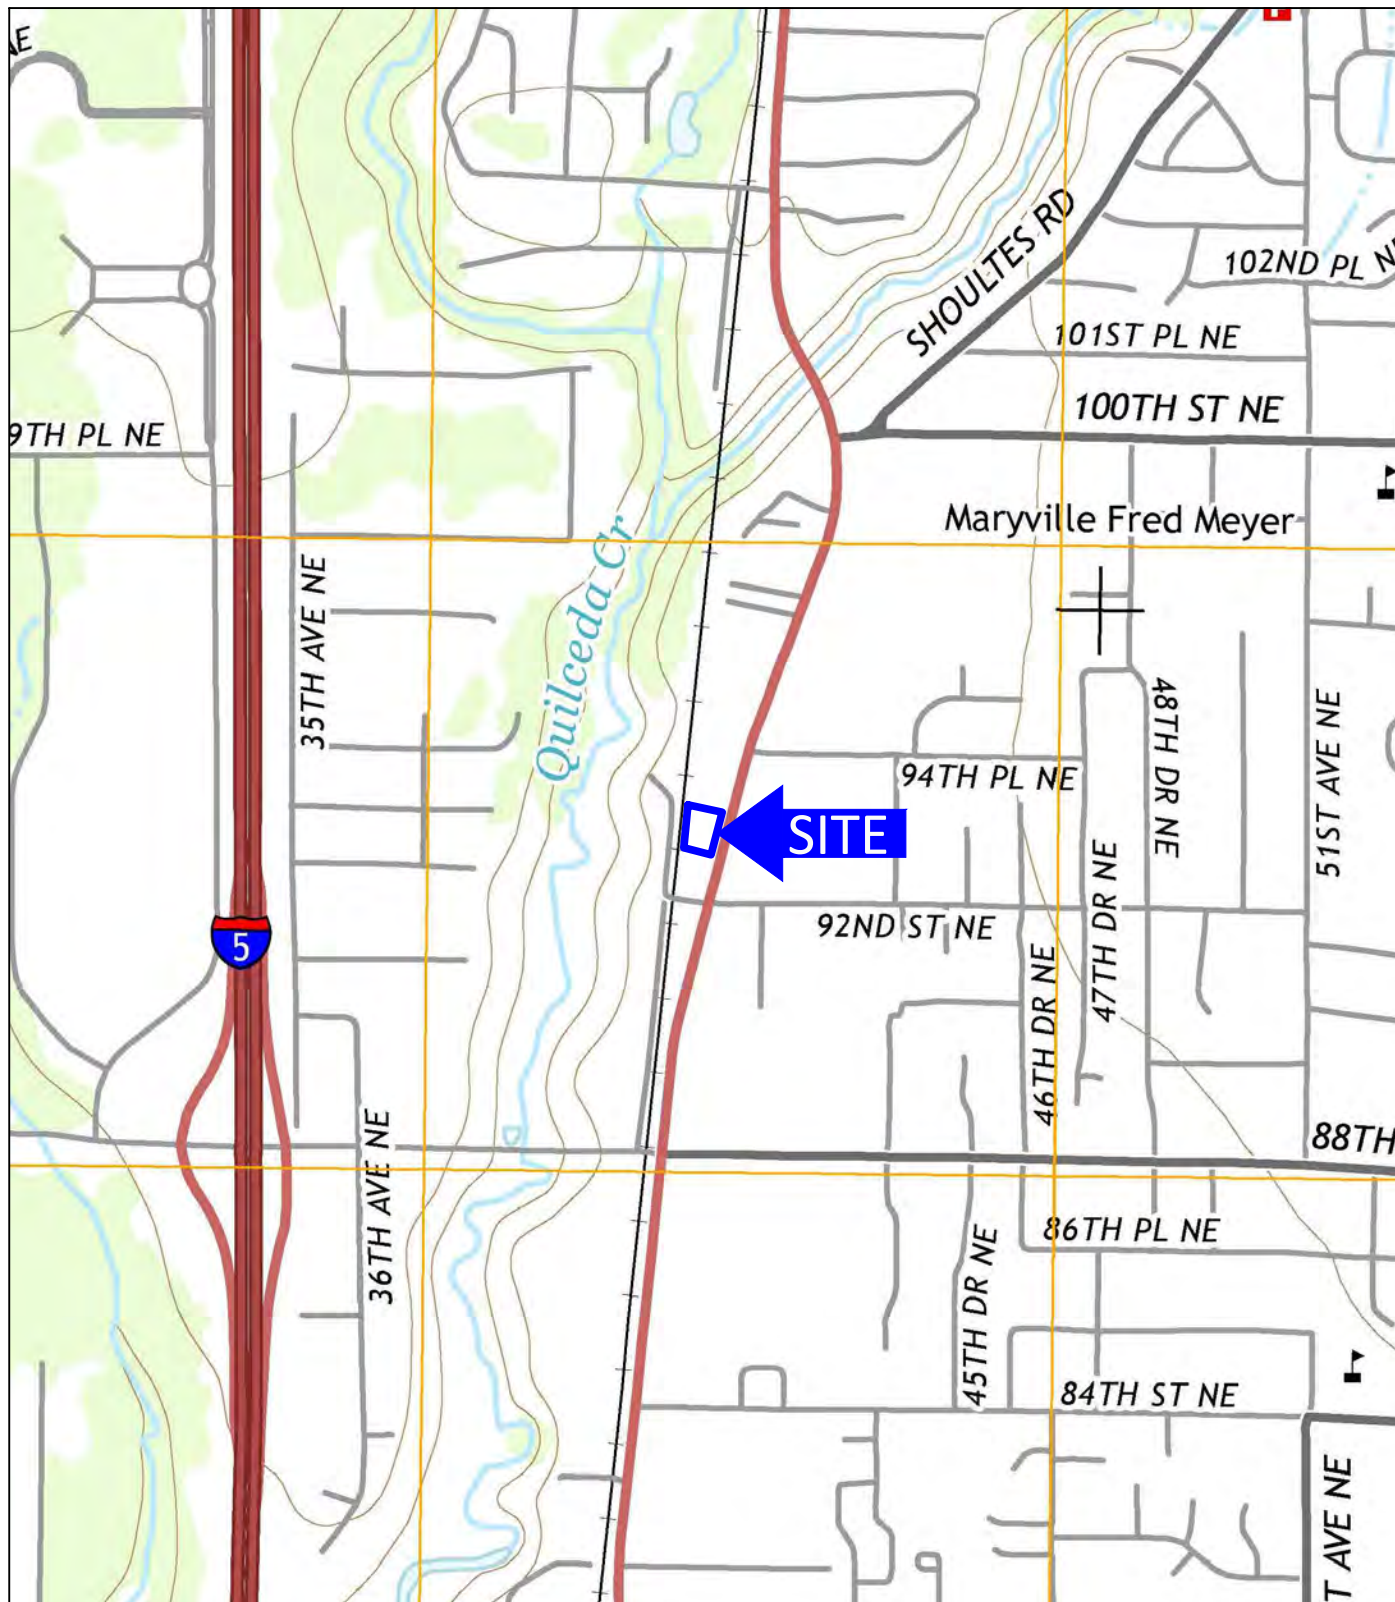 SHOULTES RD
102ND PL NE
101ST PL NE
100TH ST NE
9TH PL NE
Maryville Fred Meyer
35TH AVE NE
Quilceda Cr
48TH DR NE
51ST AVE NE
94TH PL NE
SITE
47TH DR NE
92ND ST NE
5
46TH DR NE
36TH AVE NE
88TH
86TH PL NE
45TH DR NE
84TH ST NE
T AVE NE